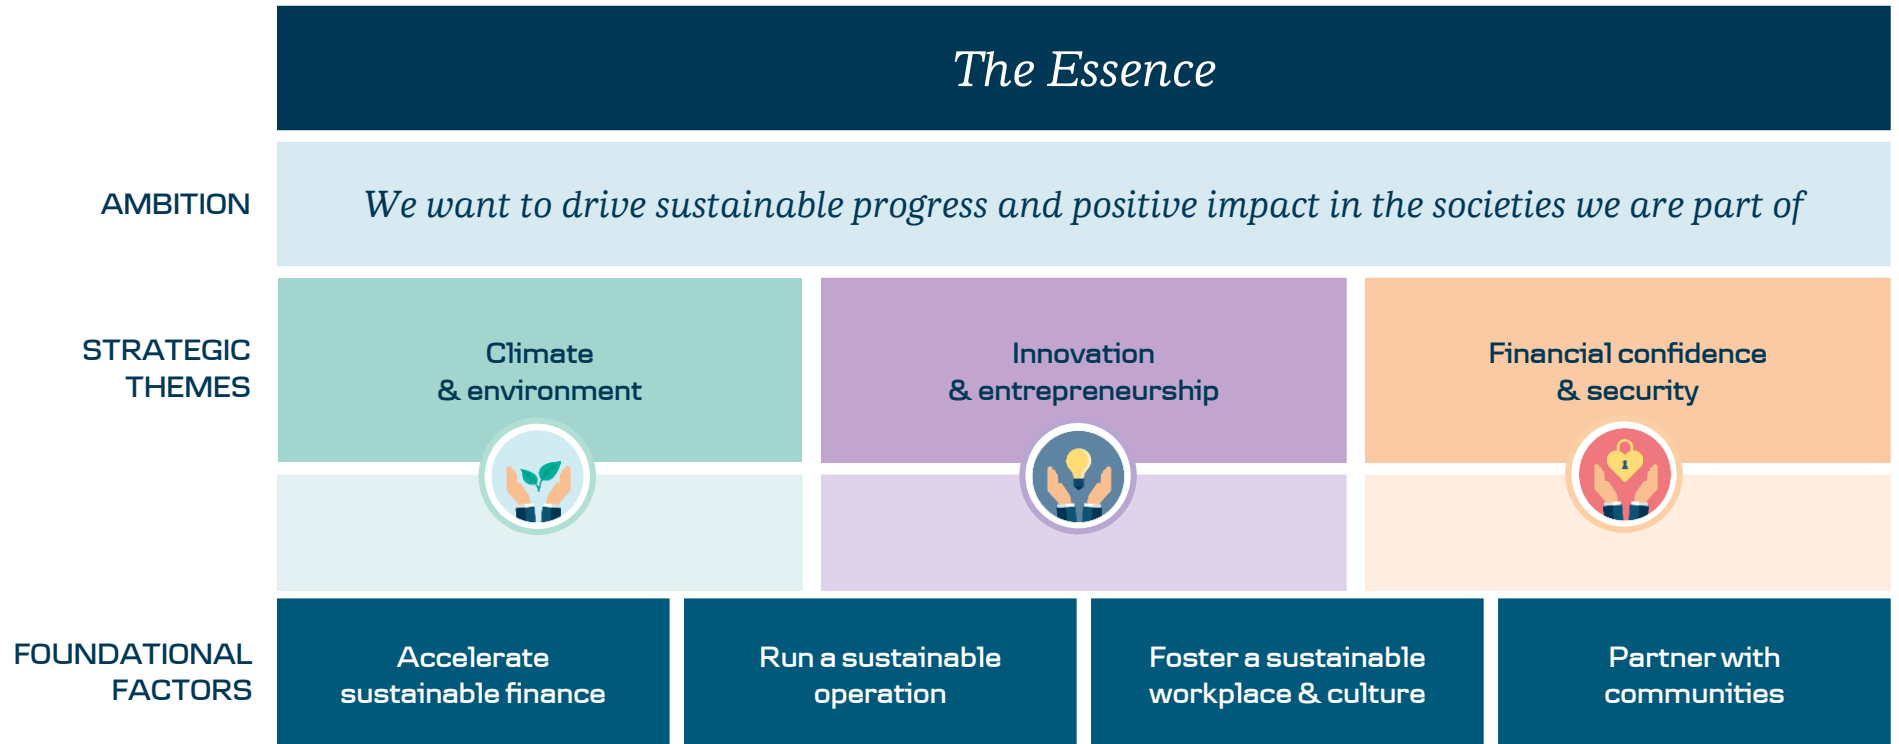 The Essence
AMBITION
We want to drive sustainable progress and positive impact in the societies we are part of
STRATEGIC
THEMES
Climate
& environment
Innovation
& entrepreneurship
Financial confidence
& security
FOUNDATIONAL
FACTORS
Accelerate
sustainable finance
Run a sustainable
operation
Foster a sustainable
workplace & culture
Partner with
communities